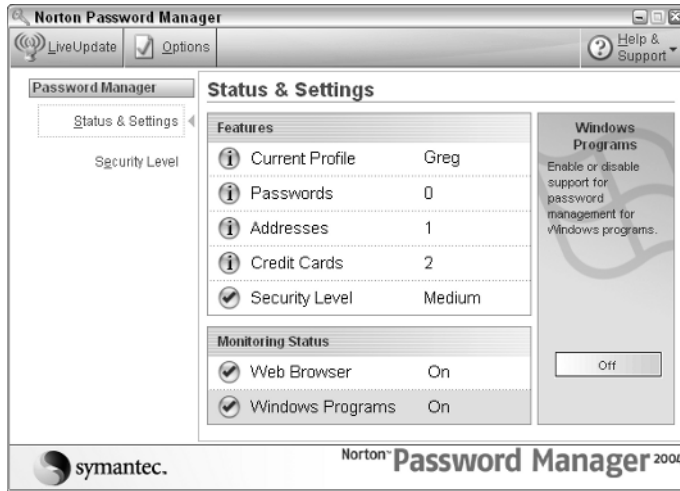 Norton Password Manager
LiveUpdate
Options
Help &
Support
Password Manager
Status & Settings
Security Level
Status & Settings
Features
Current Profile Greg
Passwords 0
Addresses 1
Credit Cards 2
Security Level Medium
Monitoring Status
Web Browser On
Windows Programs On
Windows
Programs
Enable or disable
support for
password
management for
Windows programs.
Off
symantec.
Norton™ Password Manager 2004